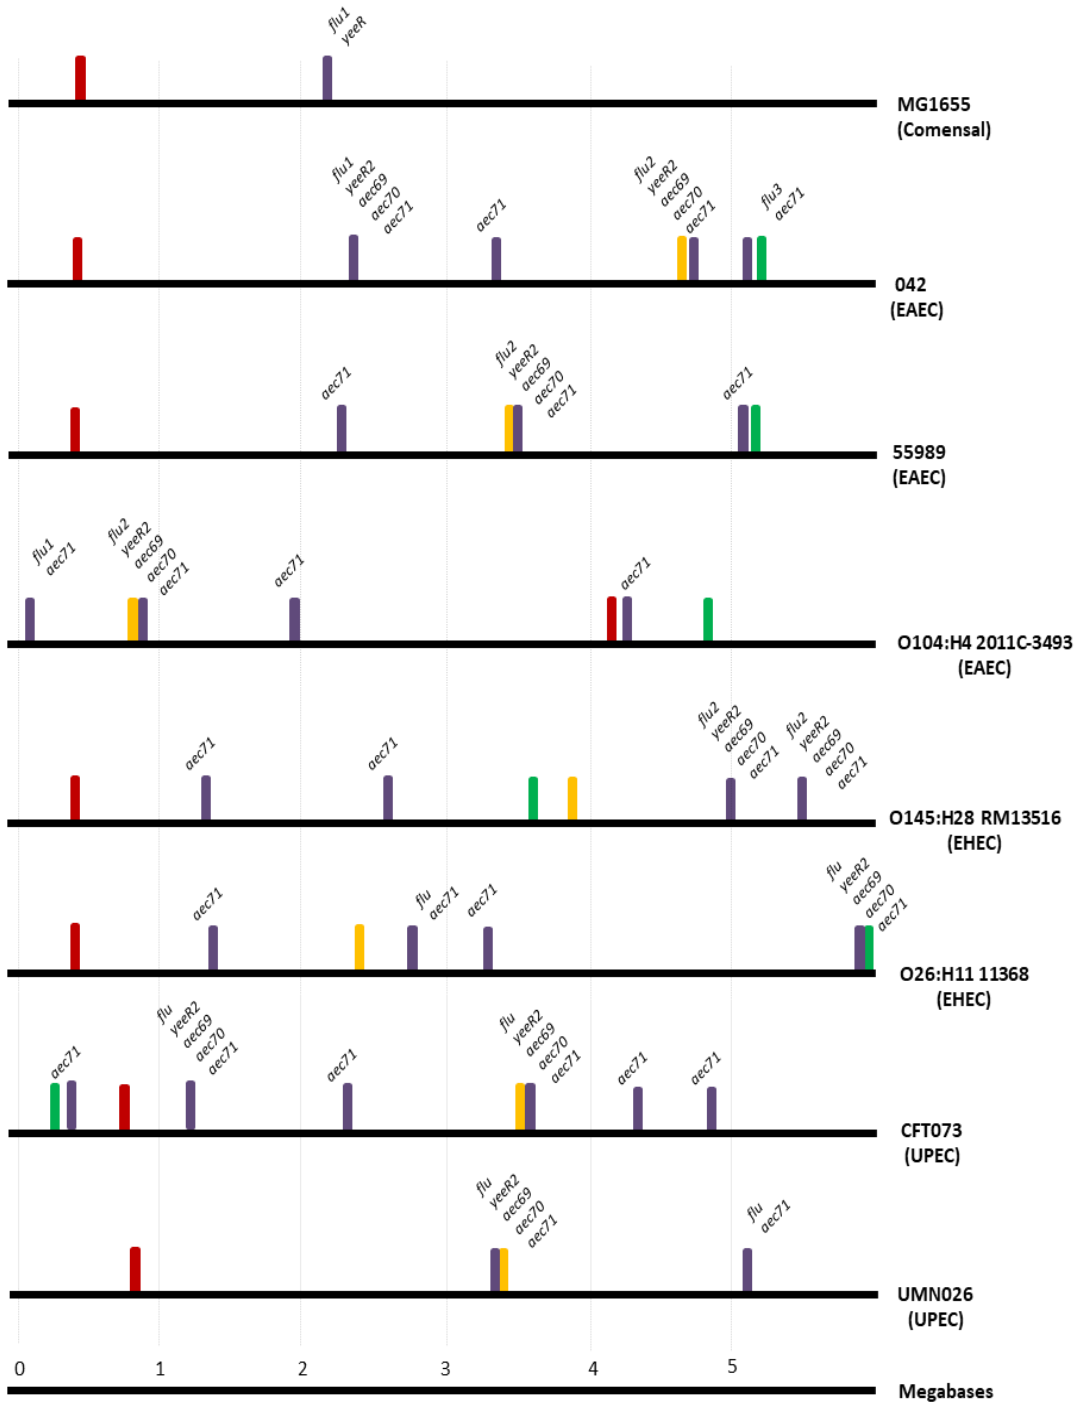 flu1
yeeR
MG1655
(Comensal)
flu1
yeeR2
aec69
aec70
aec71
aec71
flu2
yeeR2
aec69
aec70
aec71
flu3
aec71
042
(EAEC)
aec71
flu2
yeeR2
aec69
aec70
aec71
aec71
55989
(EAEC)
flu1
aec71
flu2
yeeR2
aec69
aec70
aec71
aec71
aec71
O104:H4 2011C-3493
(EAEC)
aec71
aec71
flu2
yeeR2
aec69
aec70
aec71
flu2
yeeR2
aec69
aec70
aec71
O145:H28 RM13516
(EHEC)
aec71
flu
aec71
aec71
flu
yeeR2
aec69
aec70
aec71
O26:H11 11368
(EHEC)
aec71
flu
yeeR2
aec69
aec70
aec71
aec71
flu
yeeR2
aec69
aec70
aec71
aec71
aec71
CFT073
(UPEC)
flu
yeeR2
aec69
aec70
aec71
flu
aec71
UMN026
(UPEC)
0 1 2 3 4 5
Megabases